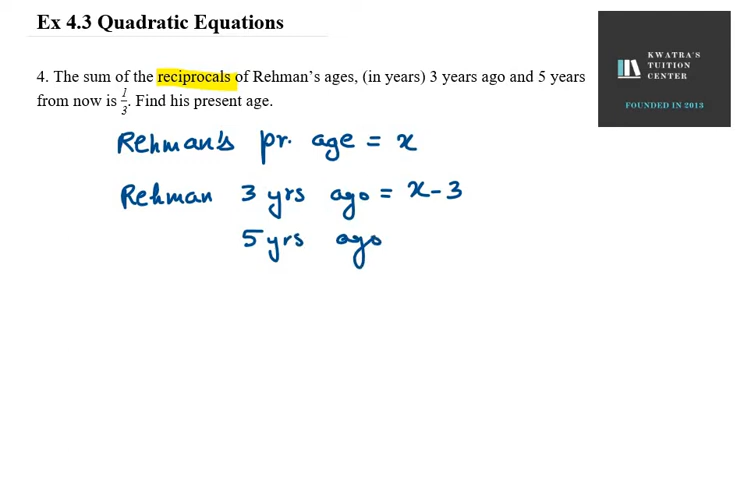 Ex 4.3 Quadratic Equations
KWATRA'S
TUITION
CENTER
FOUNDED IN 2013
4. The sum of the reciprocals of Rehman's ages, (in years) 3 years ago and 5 years
from now is 1/3. Find his present age.
Rehman's pr. age = x
Rehman 3 yrs ago = x - 3
5 yrs ago